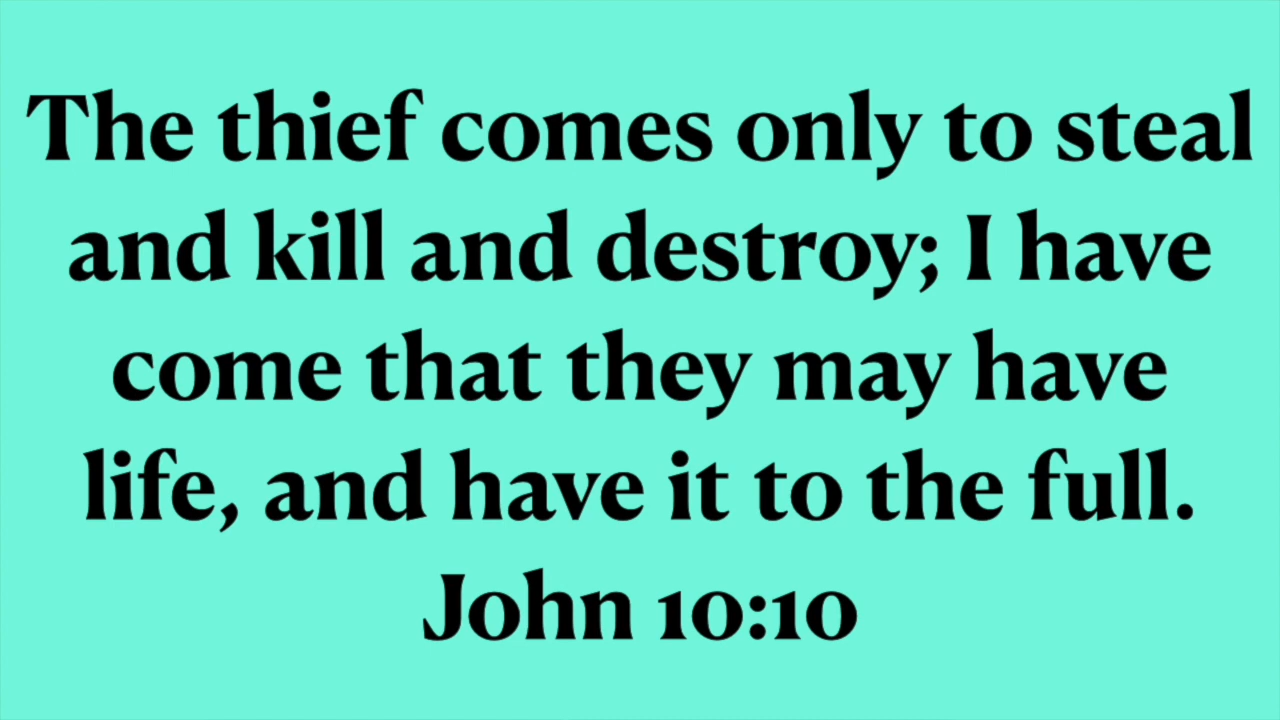 The thief comes only to steal
and kill and destroy; I have
come that they may have
life, and have it to the full.
John 10:10